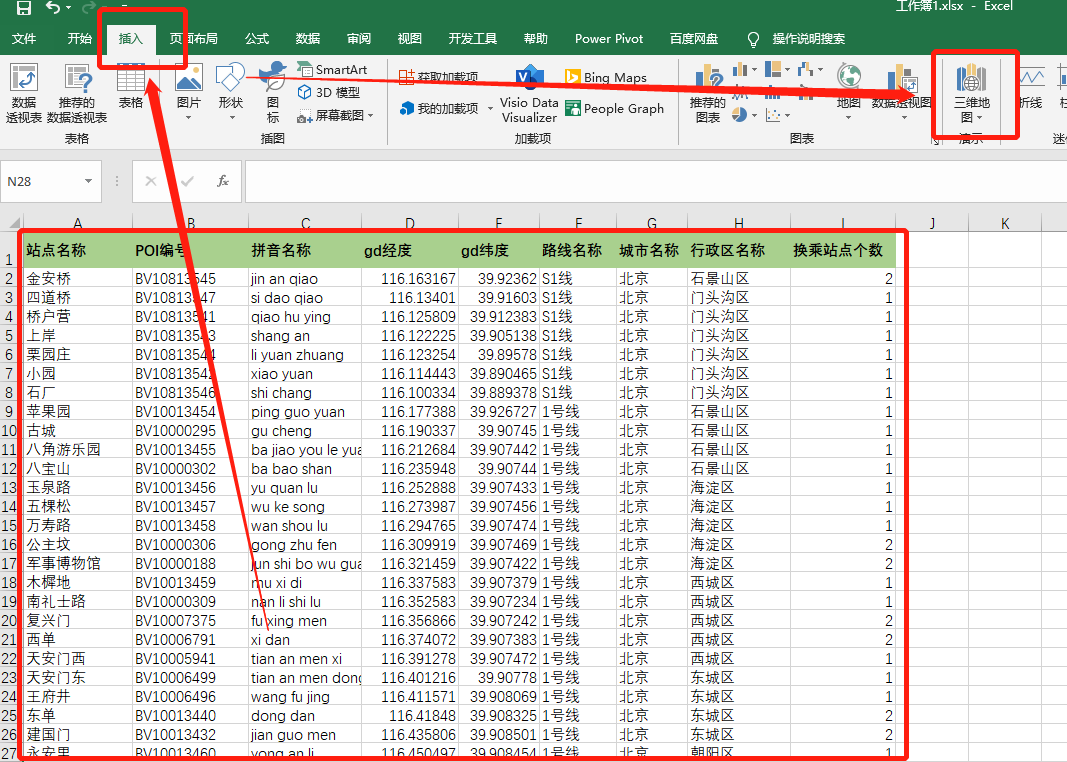 工作簿1.xlsx - Excel
文件 开始 插入 页面布局 公式 数据 审阅 视图 开发工具 帮助 Power Pivot 百度网盘 操作说明搜索
数据透视表 推荐的数据透视表 表格 图片 形状 图标 SmartArt 3D 模型 屏幕截图 获取加载项 我的加载项 Visio Data Visualizer Bing Maps People Graph 推荐的图表 地图 数据透视图 三维地图 折线
表格 插图 加载项 图表 演示
N28 fx
A B C D E F G H I J K
1 站点名称 POI编号 拼音名称 gd经度 gd纬度 路线名称 城市名称 行政区名称 换乘站点个数
2 金安桥 BV10813545 jin an qiao 116.163167 39.92362 S1线 北京 石景山区 2
3 四道桥 BV10813547 si dao qiao 116.13401 39.91603 S1线 北京 门头沟区 1
4 桥户营 BV10813541 qiao hu ying 116.125809 39.912383 S1线 北京 门头沟区 1
5 上岸 BV10813543 shang an 116.122225 39.905138 S1线 北京 门头沟区 1
6 栗园庄 BV10813544 li yuan zhuang 116.123254 39.89578 S1线 北京 门头沟区 1
7 小园 BV1081354 xiao yuan 116.114443 39.890465 S1线 北京 门头沟区 1
8 石厂 BV10813546 shi chang 116.100334 39.889378 S1线 北京 门头沟区 1
9 苹果园 BV10013454 ping guo yuan 116.177388 39.926727 1号线 北京 石景山区 1
10 古城 BV10000295 gu cheng 116.190337 39.90745 1号线 北京 石景山区 1
11 八角游乐园 BV10013455 ba jiao you le yua 116.212684 39.907442 1号线 北京 石景山区 1
12 八宝山 BV10000302 ba bao shan 116.235948 39.90744 1号线 北京 石景山区 1
13 玉泉路 BV10013456 yu quan lu 116.252888 39.907433 1号线 北京 海淀区 1
14 五棵松 BV10013457 wu ke song 116.273987 39.907456 1号线 北京 海淀区 1
15 万寿路 BV10013458 wan shou lu 116.294765 39.907474 1号线 北京 海淀区 1
16 公主坟 BV10000306 gong zhu fen 116.309919 39.907469 1号线 北京 海淀区 2
17 军事博物馆 BV10000188 jun shi bo wu gua 116.321459 39.907422 1号线 北京 海淀区 2
18 木樨地 BV10013459 mu xi di 116.337583 39.907379 1号线 北京 西城区 1
19 南礼士路 BV10000309 nan li shi lu 116.352583 39.907234 1号线 北京 西城区 1
20 复兴门 BV10007375 fu xing men 116.356866 39.907242 1号线 北京 西城区 2
21 西单 BV10006791 xi dan 116.374072 39.907383 1号线 北京 西城区 2
22 天安门西 BV10005941 tian an men xi 116.391278 39.907472 1号线 北京 西城区 1
23 天安门东 BV10006499 tian an men dong 116.401216 39.90778 1号线 北京 东城区 1
24 王府井 BV10006496 wang fu jing 116.411571 39.908069 1号线 北京 东城区 1
25 东单 BV10013440 dong dan 116.41848 39.908325 1号线 北京 东城区 2
26 建国门 BV10013432 jian guo men 116.435806 39.908501 1号线 北京 东城区 2
27 永安里 BV10013460 yong an li 116.450497 39.908454 1号线 北京 朝阳区 1